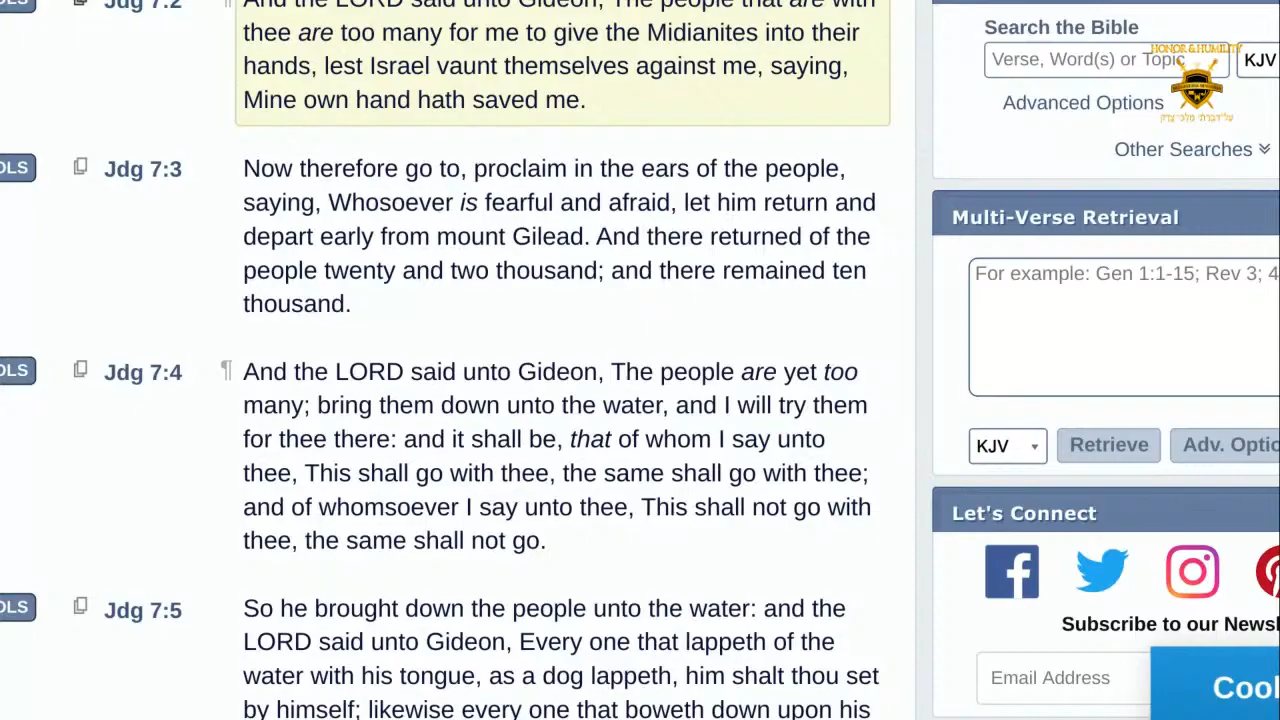 Jdg 7:2
And the LORD said unto Gideon, The people that are with
thee are too many for me to give the Midianites into their
hands, lest Israel vaunt themselves against me, saying,
Mine own hand hath saved me.
OLS
Jdg 7:3
Now therefore go to, proclaim in the ears of the people,
saying, Whosoever is fearful and afraid, let him return and
depart early from mount Gilead. And there returned of the
people twenty and two thousand; and there remained ten
thousand.
OLS
Jdg 7:4
¶ And the LORD said unto Gideon, The people are yet too
many; bring them down unto the water, and I will try them
for thee there: and it shall be, that of whom I say unto
thee, This shall go with thee, the same shall go with thee;
and of whomsoever I say unto thee, This shall not go with
thee, the same shall not go.
OLS
Jdg 7:5
So he brought down the people unto the water: and the
LORD said unto Gideon, Every one that lappeth of the
water with his tongue, as a dog lappeth, him shalt thou set
by himself; likewise every one that boweth down upon his
Search the Bible
Verse, Word(s) or Topic
KJV
HONOR & HUMILITY
על־דברתי מלכי־צדק
Advanced Options
Other Searches
Multi-Verse Retrieval
For example: Gen 1:1-15; Rev 3; 4
KJV
Retrieve
Adv. Optio
Let's Connect
Subscribe to our Newsl
Email Address
Cool